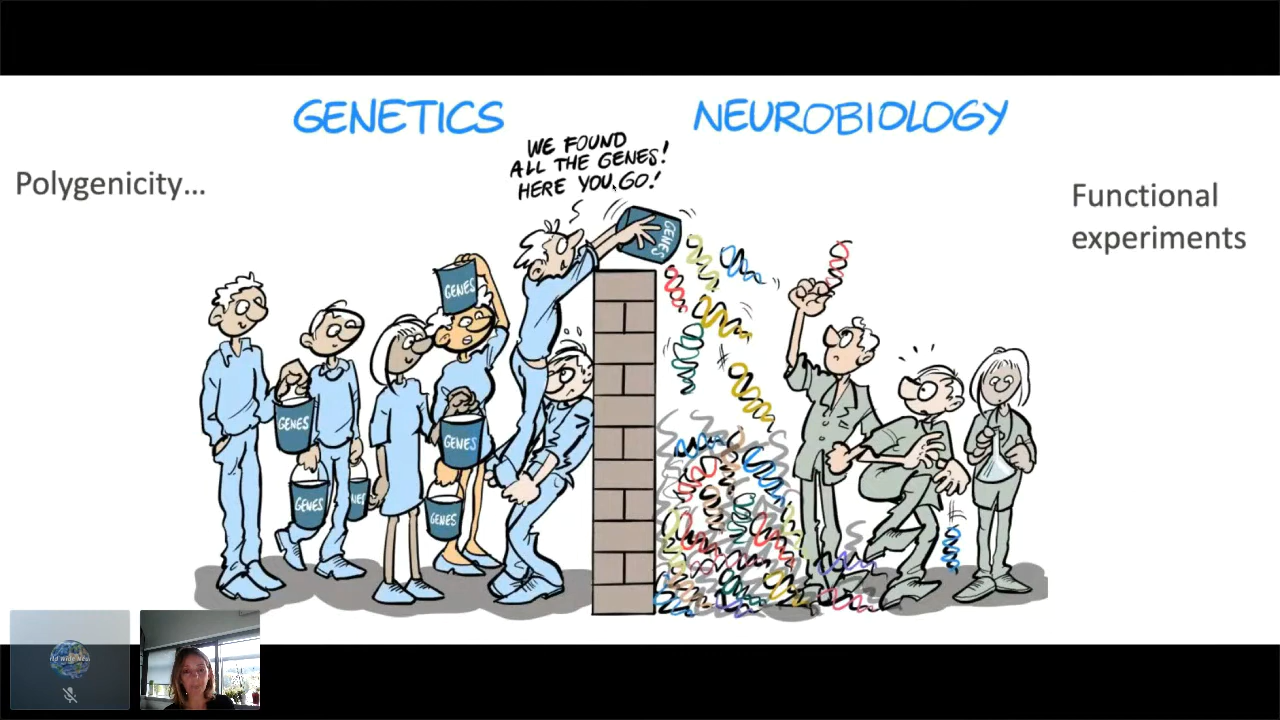 GENETICS
NEUROBIOLOGY
WE FOUND
ALL THE GENES!
HERE YOU GO!
Polygenicity...
Functional
experiments
GENES
GENES
GENES
GENES
GENES
GENES